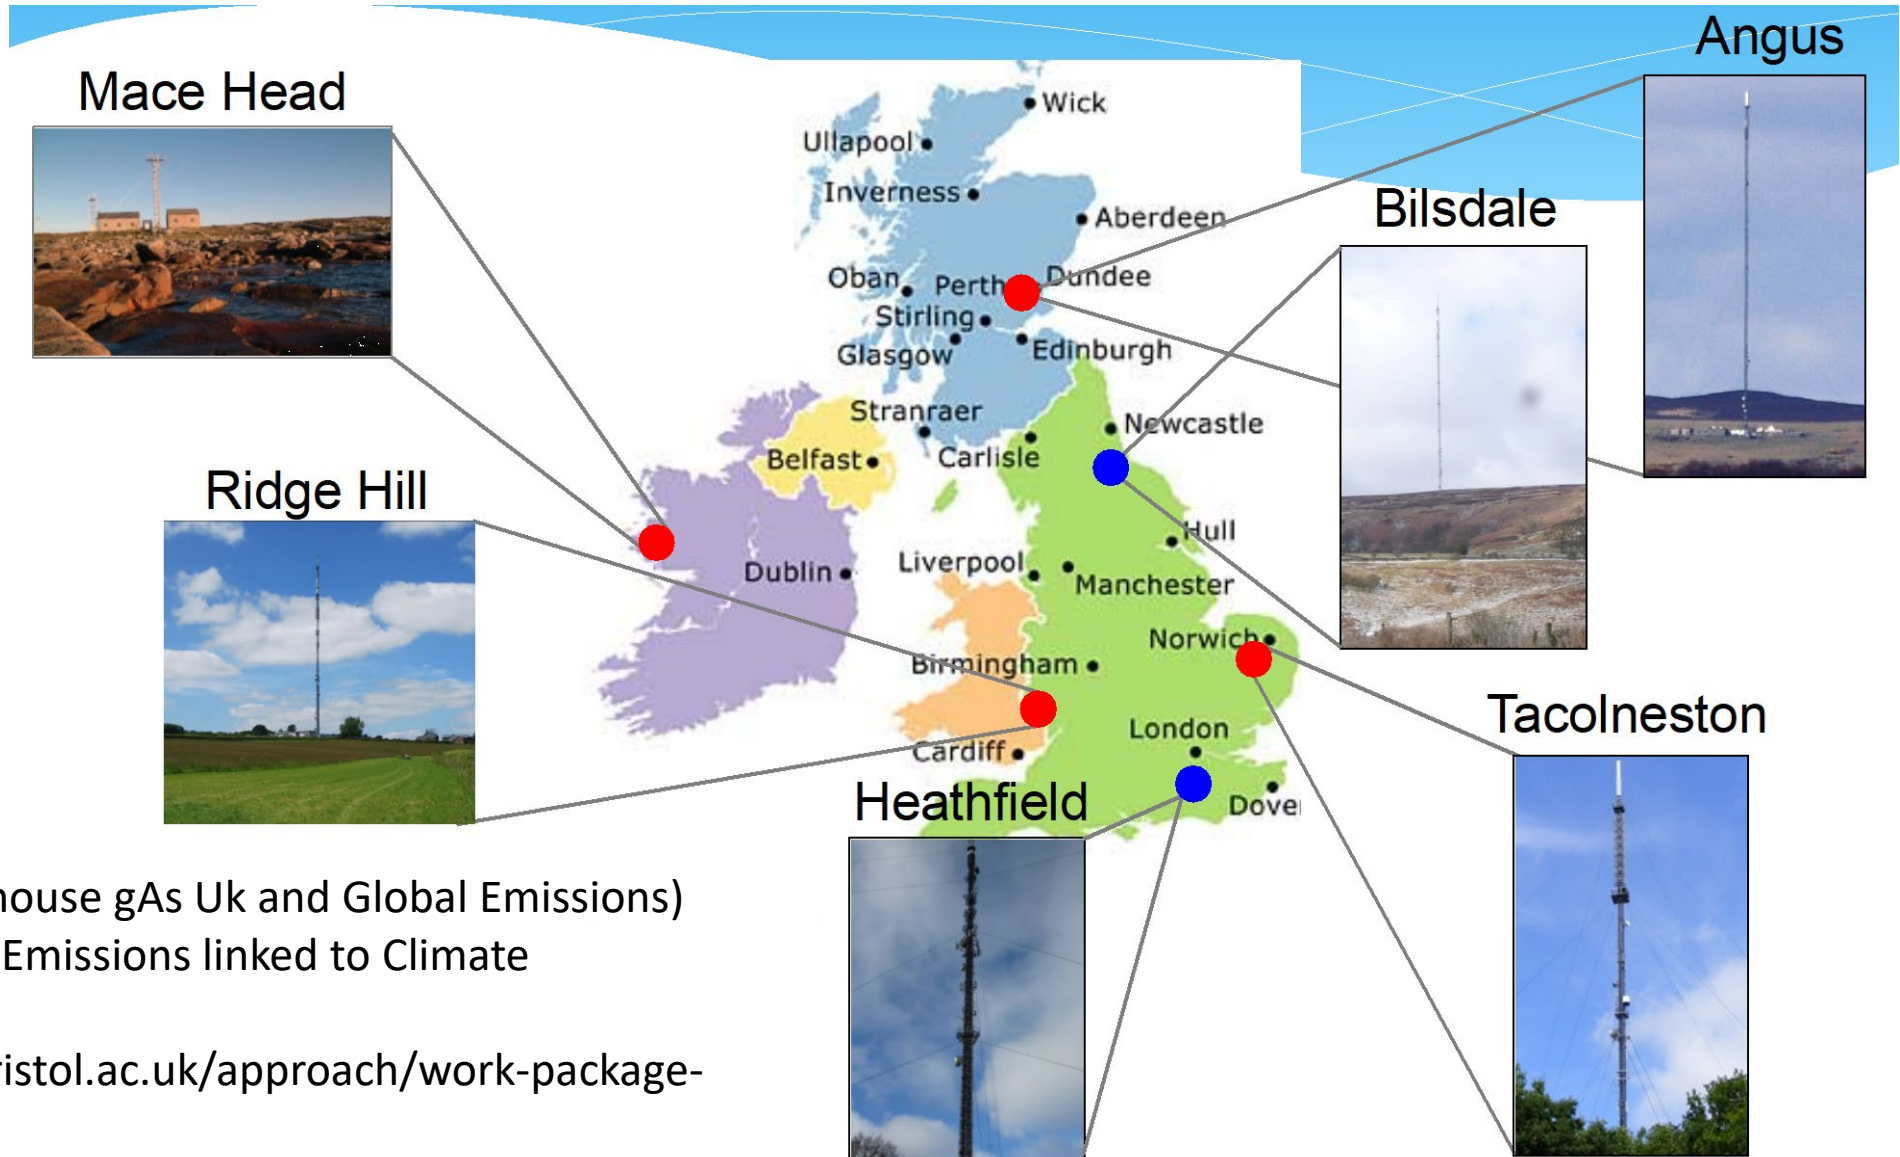 Angus
Mace Head
Wick
Ullapool
Inverness
Bilsdale
Aberdeen
Oban
Perth
Dundee
Stirling
Glasgow
Edinburgh
Stranraer
Newcastle
Belfast
Carlisle
Ridge Hill
Hull
Liverpool
Dublin
Manchester
Norwich
Birmingham
Tacolneston
London
Cardiff
Heathfield
Dove
house gAs Uk and Global Emissions)
Emissions linked to Climate
ristol.ac.uk/approach/work-package-